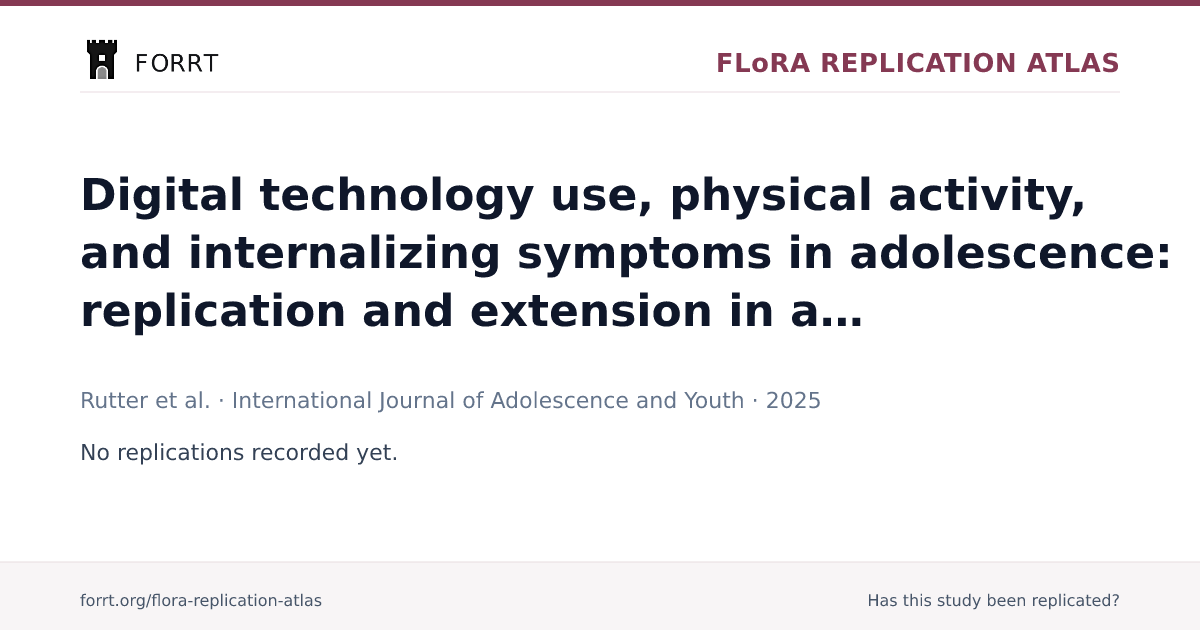 FORRT
FLoRA REPLICATION ATLAS
Digital technology use, physical activity,
and internalizing symptoms in adolescence:
replication and extension in a…
Rutter et al. · International Journal of Adolescence and Youth · 2025
No replications recorded yet.
forrt.org/flora-replication-atlas
Has this study been replicated?